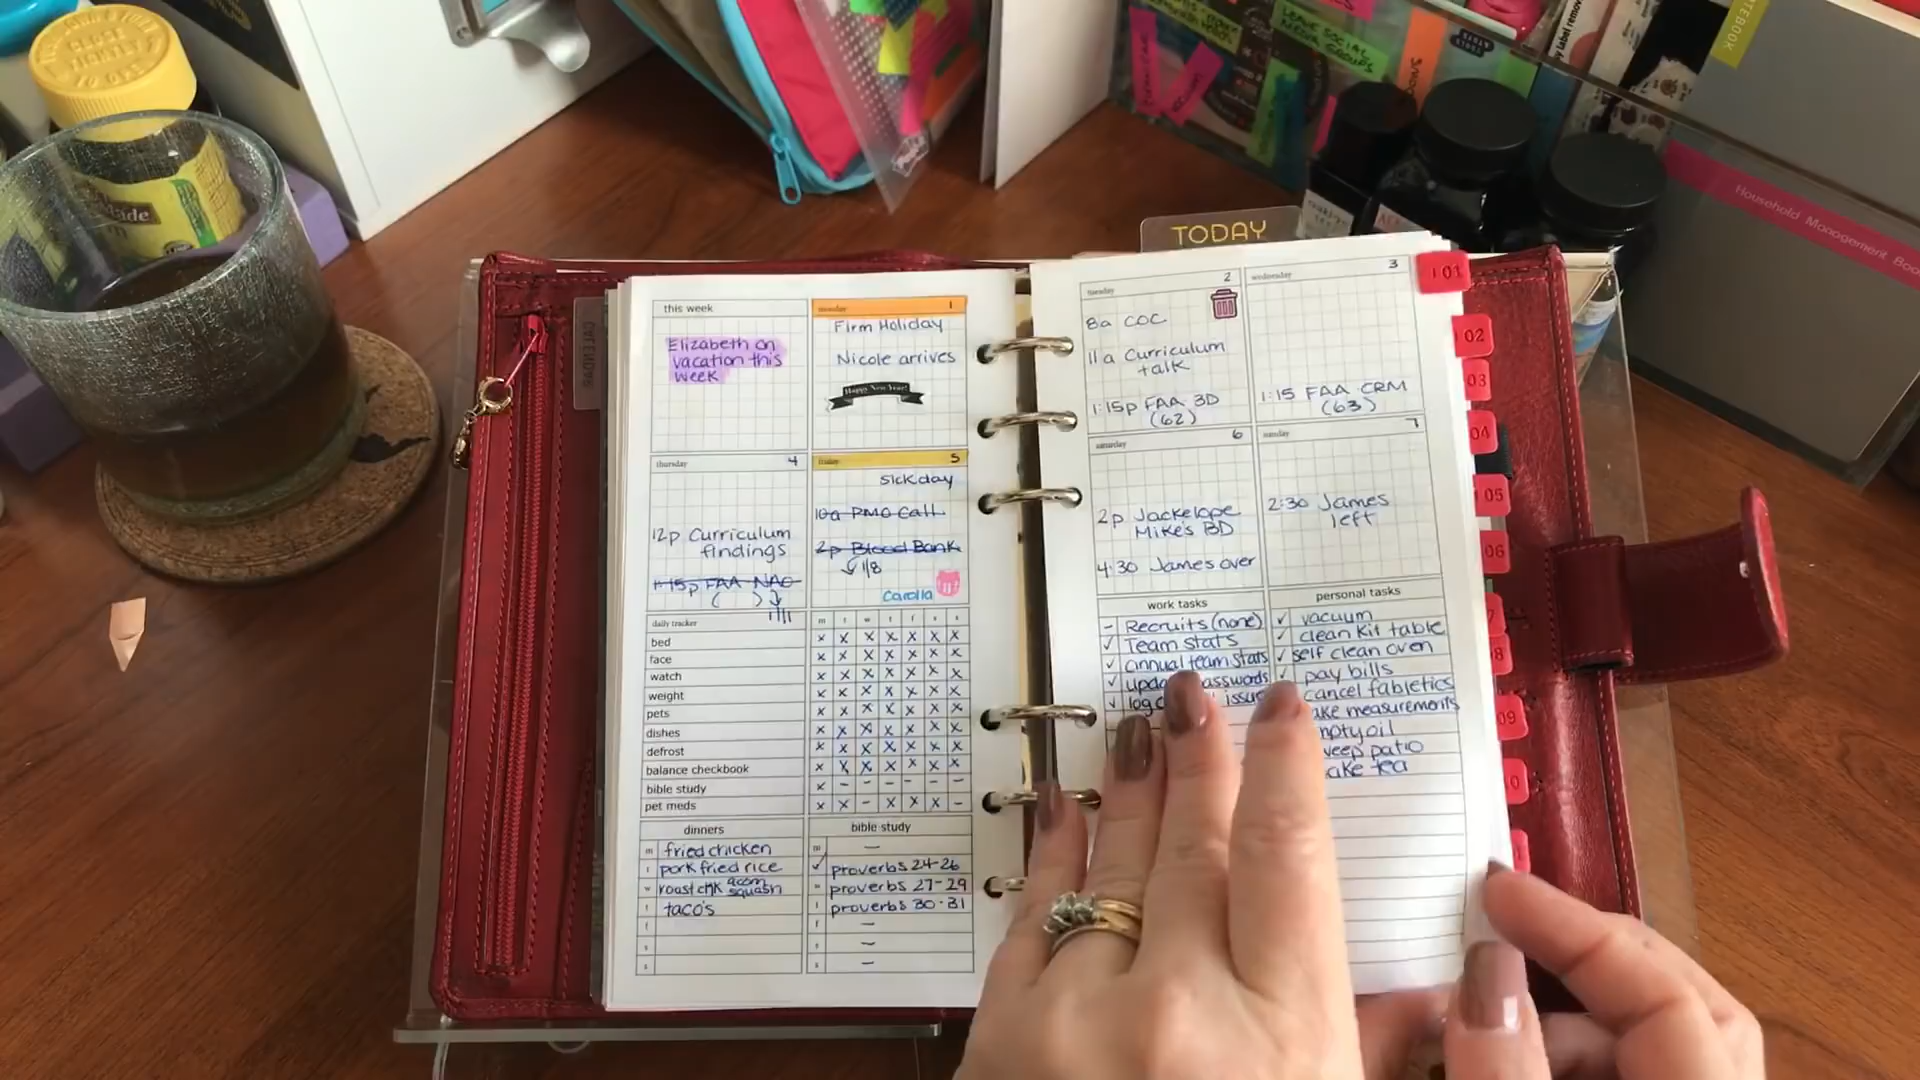 TODAY
NOTEBOOK
Household Management
CALENDAR
this week
Elizabeth on
vacation this
week
monday 1
Firm Holiday
Nicole arrives
Happy New Year!
thursday 4
12p Curriculum
findings
1:15p FAA NAC
( )
friday 5
sick day
10a PMO Call
2p Blood Bank
1/8
Carolla
daily tracker m t w t f s s
bed x x x x x x x
face x x x x x x x
watch x x x x x x x
weight x x x x x x x
pets x x x x x x x
dishes x x x x x x x
defrost x x x x x x x
balance checkbook x x x x x x x
bible study x - - - - - -
pet meds x x - x x x -
dinners
m fried chicken
t pork fried rice
w roast chk acorn squash
t taco's
f
s
s
bible study
m —
✓ proverbs 24-26
w proverbs 27-29
t proverbs 30-31
f —
s —
s —
tuesday 2
8a COC
11a Curriculum
talk
1:15p FAA 3D
(62)
wednesday 3
1:15 FAA CRM
(63)
saturday 6
2p Jackelope
Mike's BD
4:30 James over
sunday 7
2:30 James
left
work tasks
- Recruits (none)
✓ Team stats
✓ annual team stats
✓ passwords
✓
personal tasks
✓ vacuum
✓ clean kit table
✓ self clean oven
✓ pay bills
cancel fabletics
measurements
oil
patio
tea
01
02
03
04
05
06
09